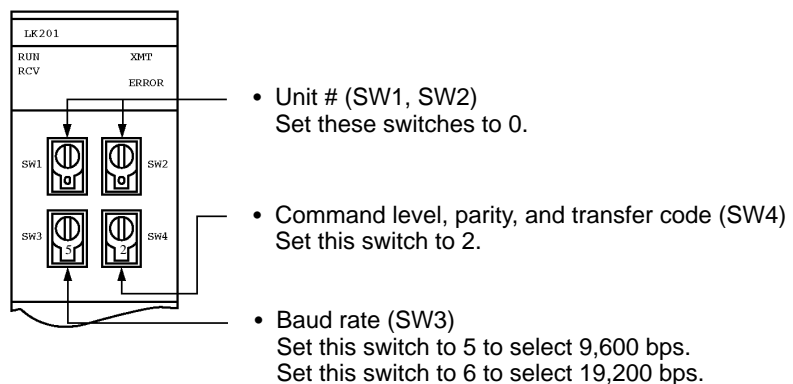 LK201
RUN XMT
RCV
ERROR
• Unit # (SW1, SW2)
Set these switches to 0.
SW1 0 0 SW2
• Command level, parity, and transfer code (SW4)
Set this switch to 2.
SW3 5 2 SW4
• Baud rate (SW3)
Set this switch to 5 to select 9,600 bps.
Set this switch to 6 to select 19,200 bps.